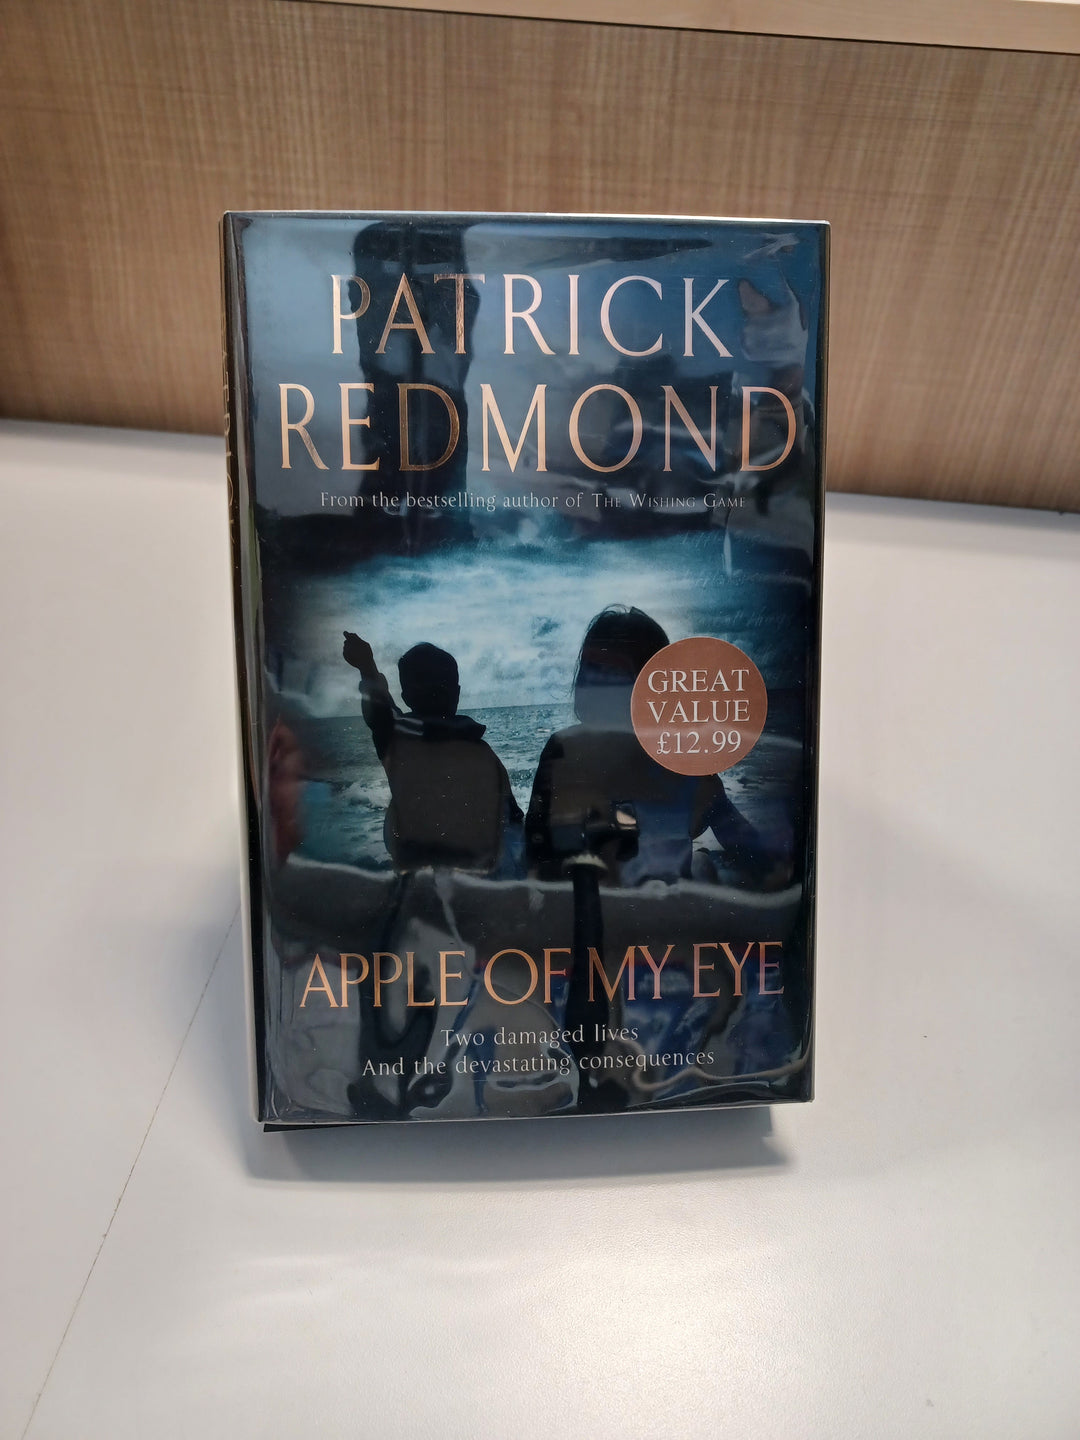 PATRICK
REDMOND
From the bestselling author of THE WISHING GAME
GREAT
VALUE
£12.99
APPLE OF MY EYE
Two damaged lives
And the devastating consequences